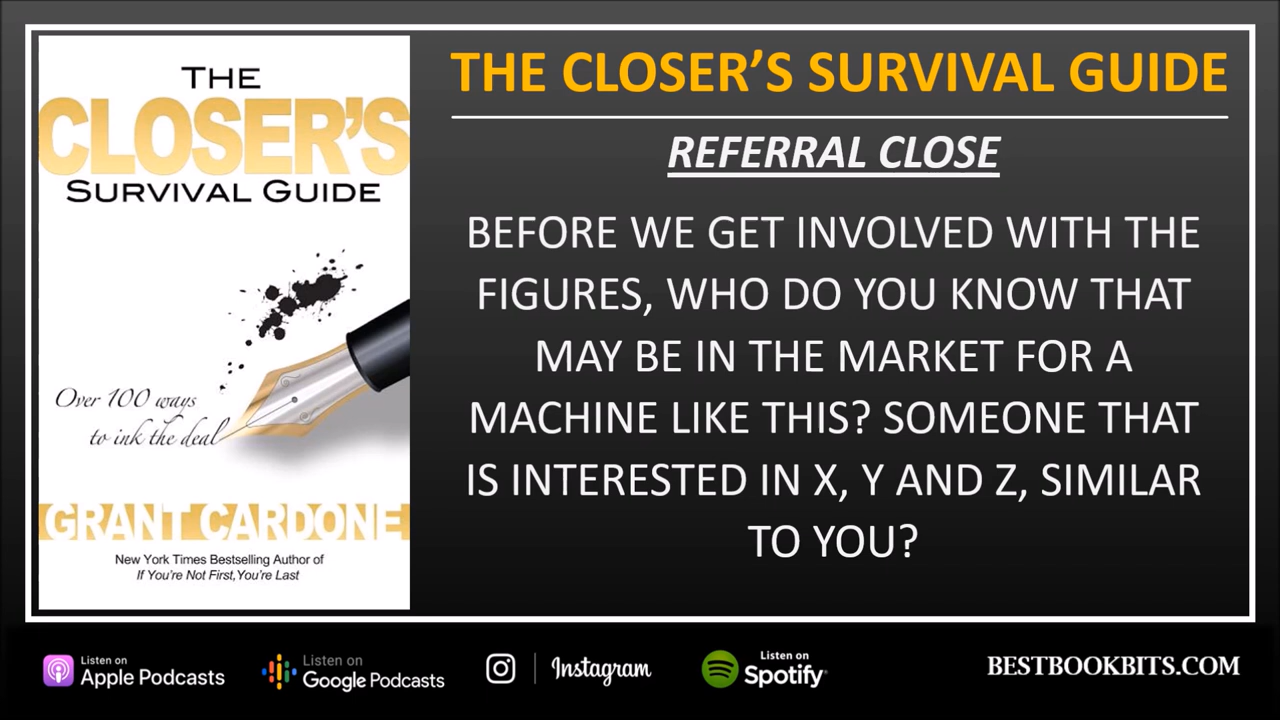 THE
CLOSER'S
SURVIVAL GUIDE
Over 100 ways
to ink the deal
GRANT CARDONE
New York Times Bestselling Author of
If You're Not First, You're Last
THE CLOSER'S SURVIVAL GUIDE
REFERRAL CLOSE
BEFORE WE GET INVOLVED WITH THE
FIGURES, WHO DO YOU KNOW THAT
MAY BE IN THE MARKET FOR A
MACHINE LIKE THIS? SOMEONE THAT
IS INTERESTED IN X, Y AND Z, SIMILAR
TO YOU?
Listen on
Apple Podcasts
Listen on
Google Podcasts
Instagram
Listen on
Spotify
BESTBOOKBITS.COM